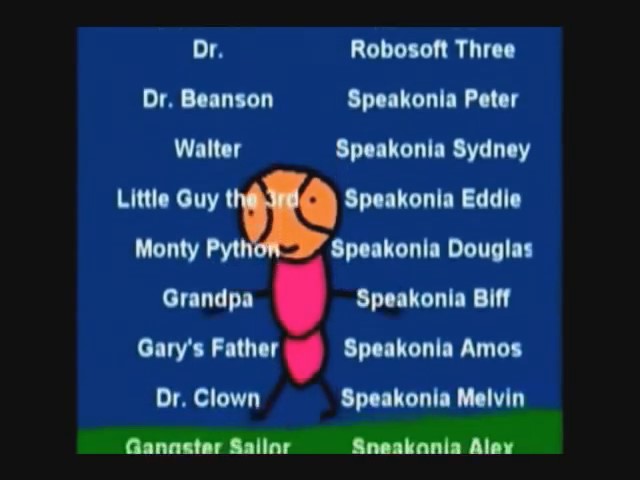 Dr. Robosoft Three
Dr. Beanson Speakonia Peter
Walter Speakonia Sydney
Little Guy the 3rd Speakonia Eddie
Monty Python Speakonia Douglas
Grandpa Speakonia Biff
Gary's Father Speakonia Amos
Dr. Clown Speakonia Melvin
Gangster Sailor Speakonia Alex